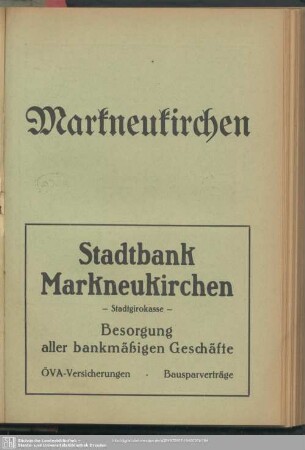 Markneukirchen
Stadtbank
Markneukirchen
– Stadtgirokasse –
Besorgung
aller bankmäßigen Geschäfte
ÖVA-Versicherungen · Bausparverträge